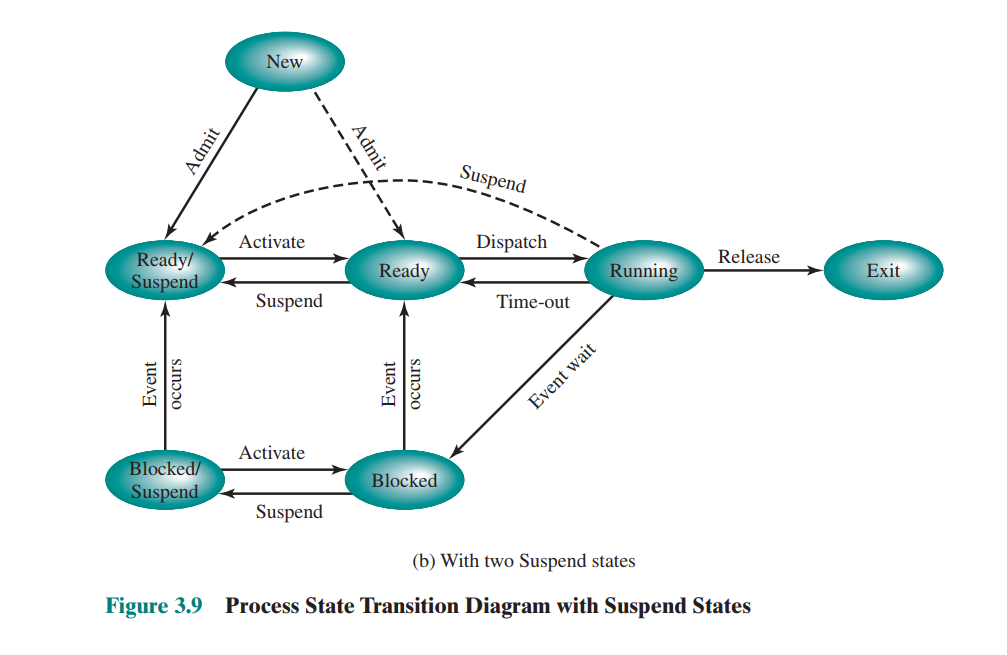 New
Admit
Admit
Suspend
Ready/
Suspend
Activate
Suspend
Ready
Dispatch
Time-out
Running
Release
Exit
Event
occurs
Event
occurs
Event wait
Blocked/
Suspend
Activate
Suspend
Blocked
(b) With two Suspend states
Figure 3.9 Process State Transition Diagram with Suspend States